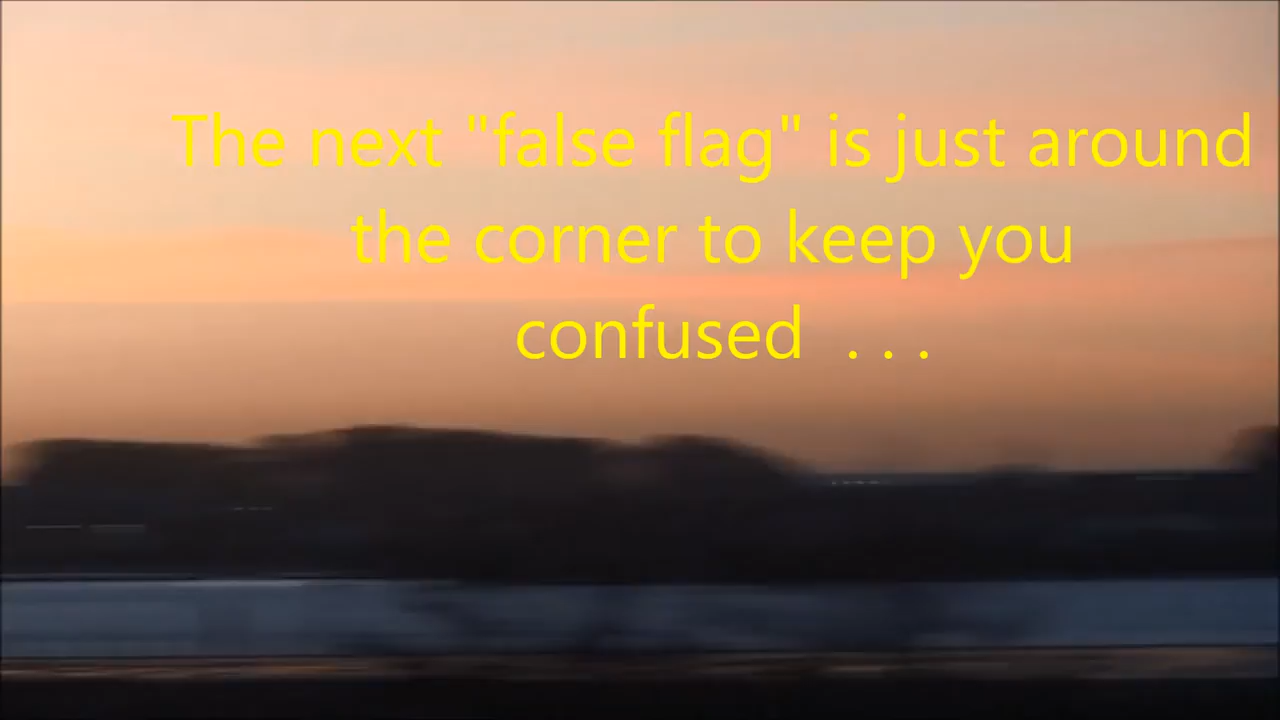 The next "false flag" is just around
the corner to keep you
confused  . . .